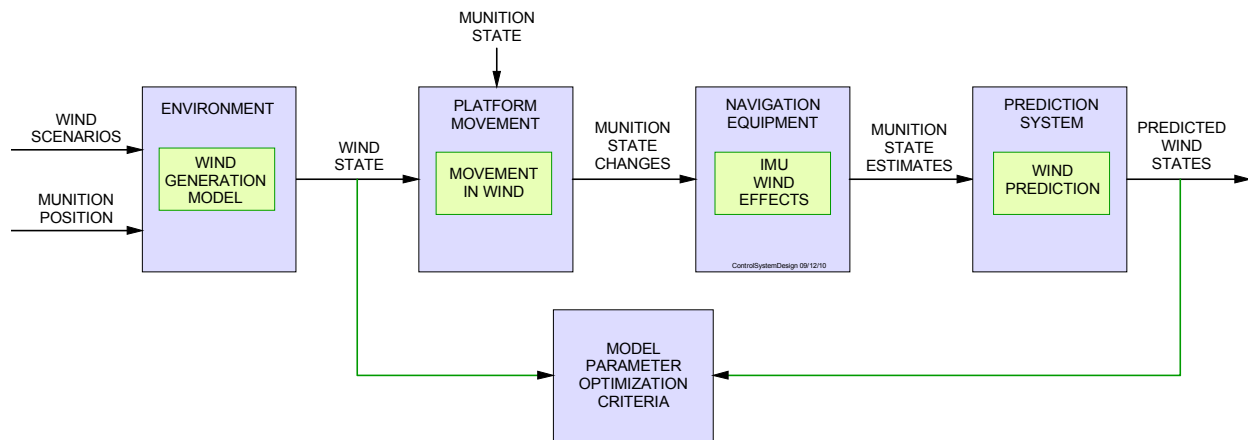 MUNITION
STATE
ENVIRONMENT
PLATFORM
MOVEMENT
NAVIGATION
EQUIPMENT
PREDICTION
SYSTEM
WIND
SCENARIOS
WIND
GENERATION
MODEL
WIND
STATE
MOVEMENT
IN WIND
MUNITION
STATE
CHANGES
IMU
WIND
EFFECTS
MUNITION
STATE
ESTIMATES
WIND
PREDICTION
PREDICTED
WIND
STATES
MUNITION
POSITION
ControlSystemDesign 09/12/10
MODEL
PARAMETER
OPTIMIZATION
CRITERIA